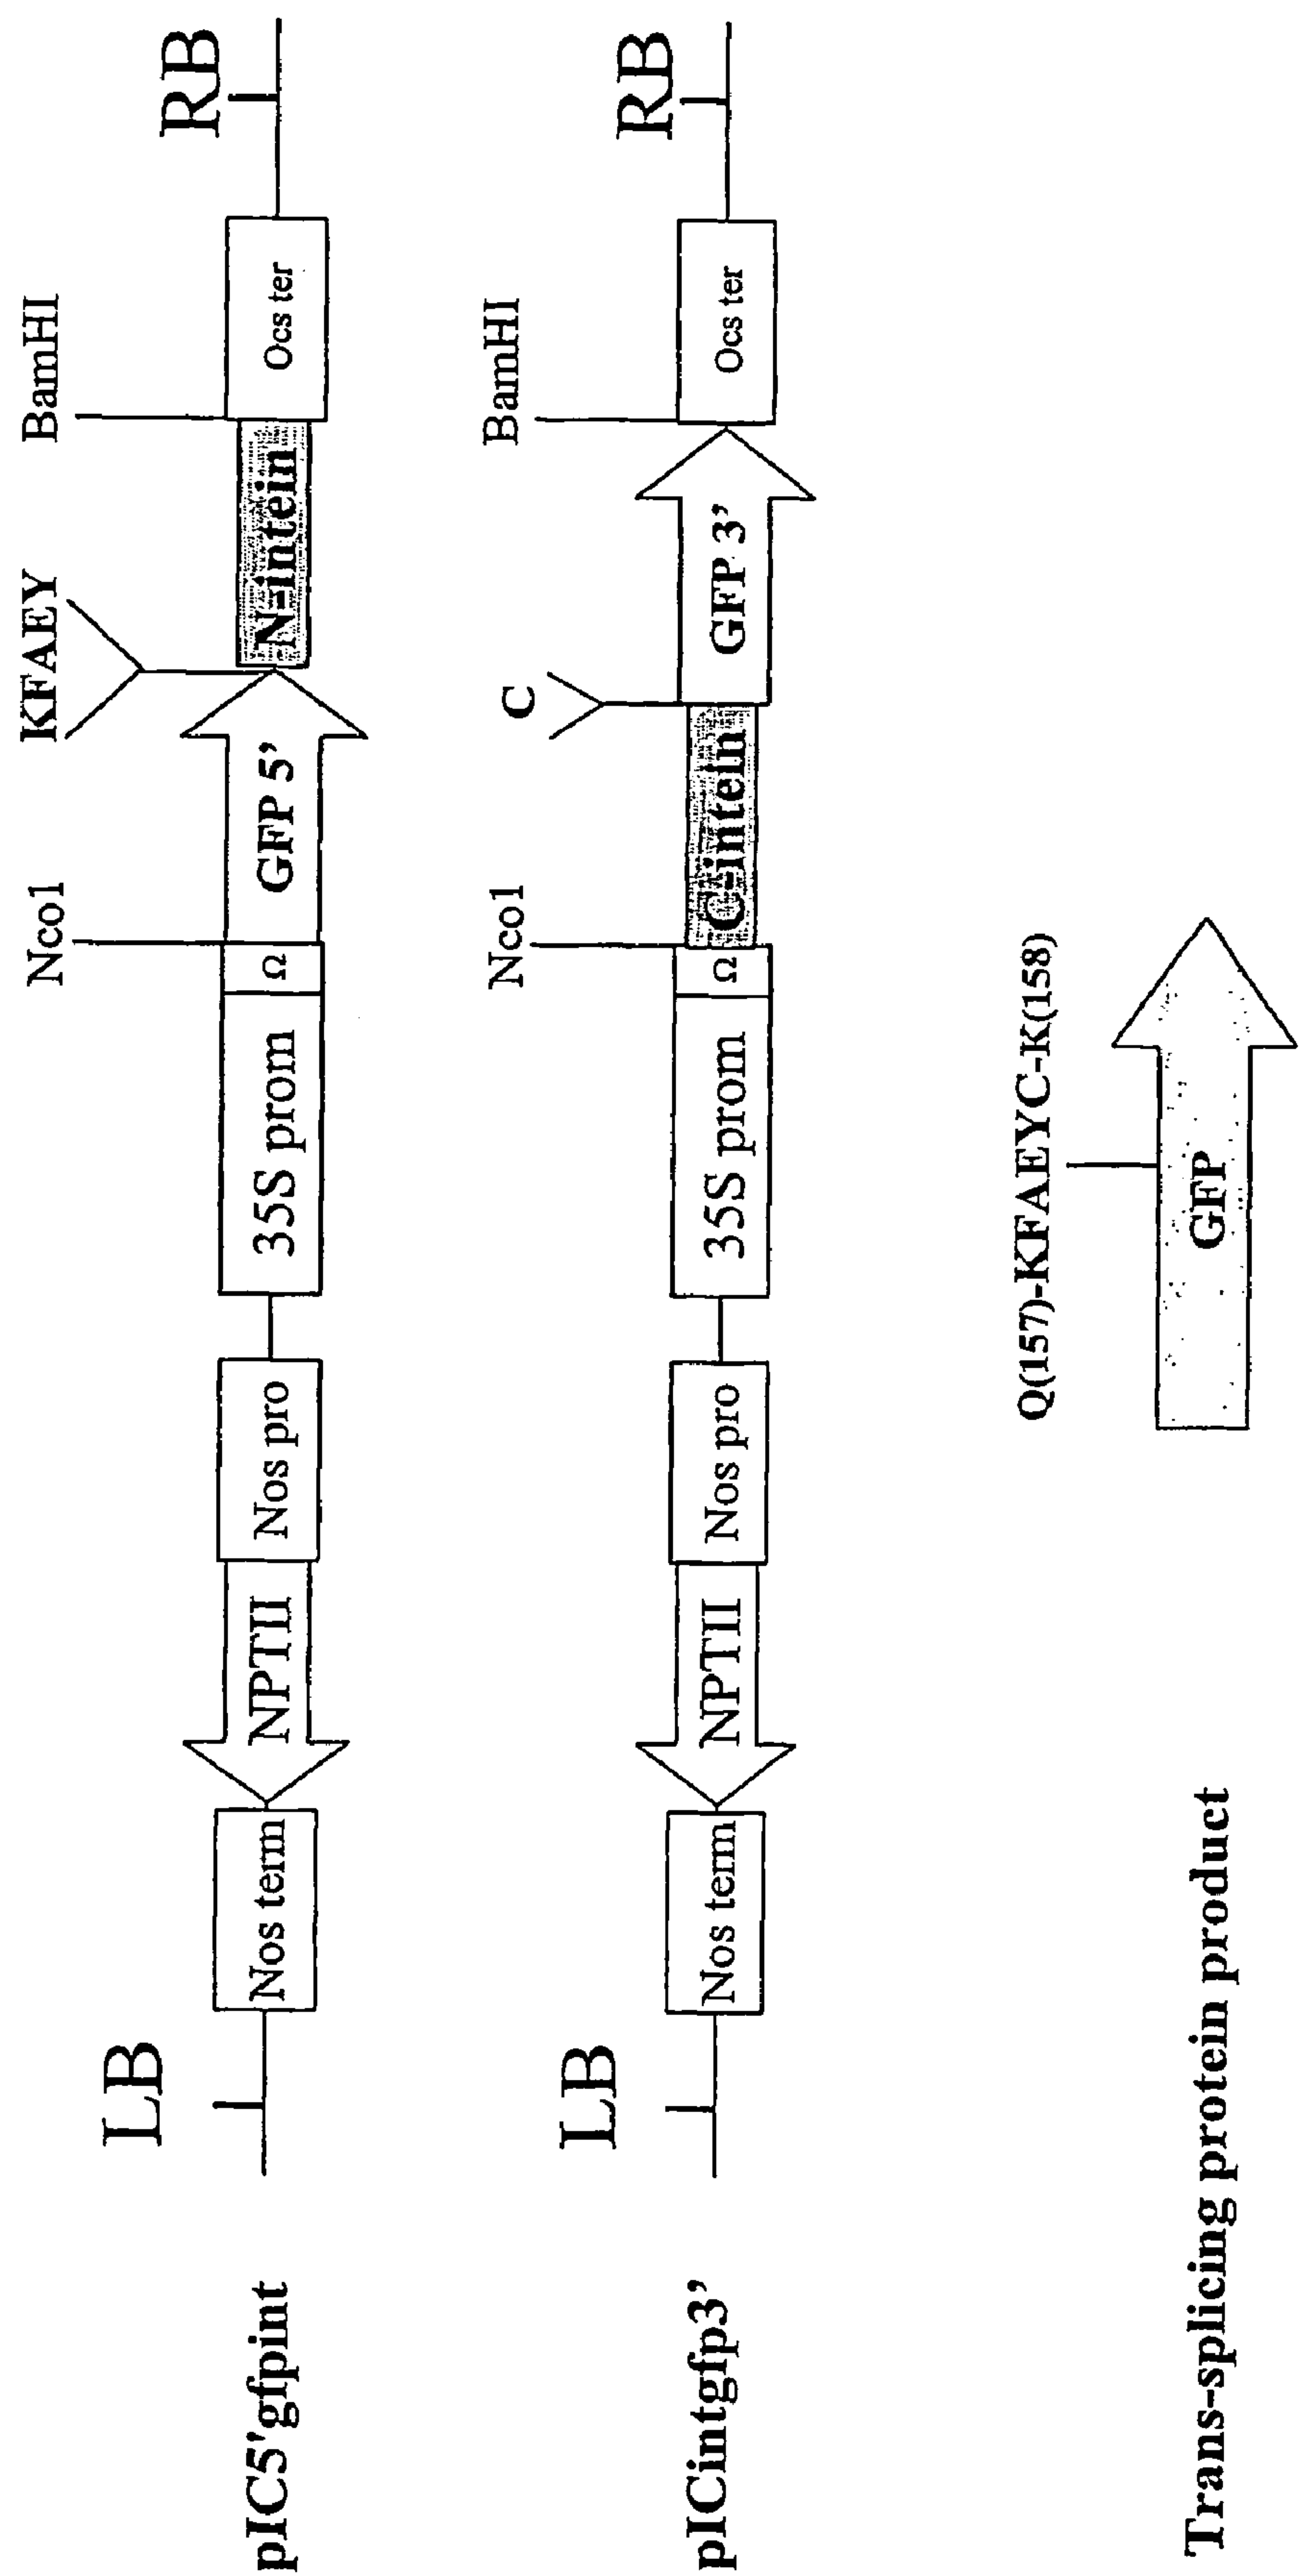 pIC5'gfpint
LB
Nos term
NPTII
Nos pro
35S prom
Ω
Nco1
GFP 5'
KFAEY
N-intein
BamHI
Ocs ter
RB
pICintgfp3'
LB
Nos term
NPTII
Nos pro
35S prom
Ω
Nco1
C-intein
C
GFP 3'
BamHI
Ocs ter
RB
Trans-splicing protein product
Q(157)-KFAEYC-K(158)
GFP